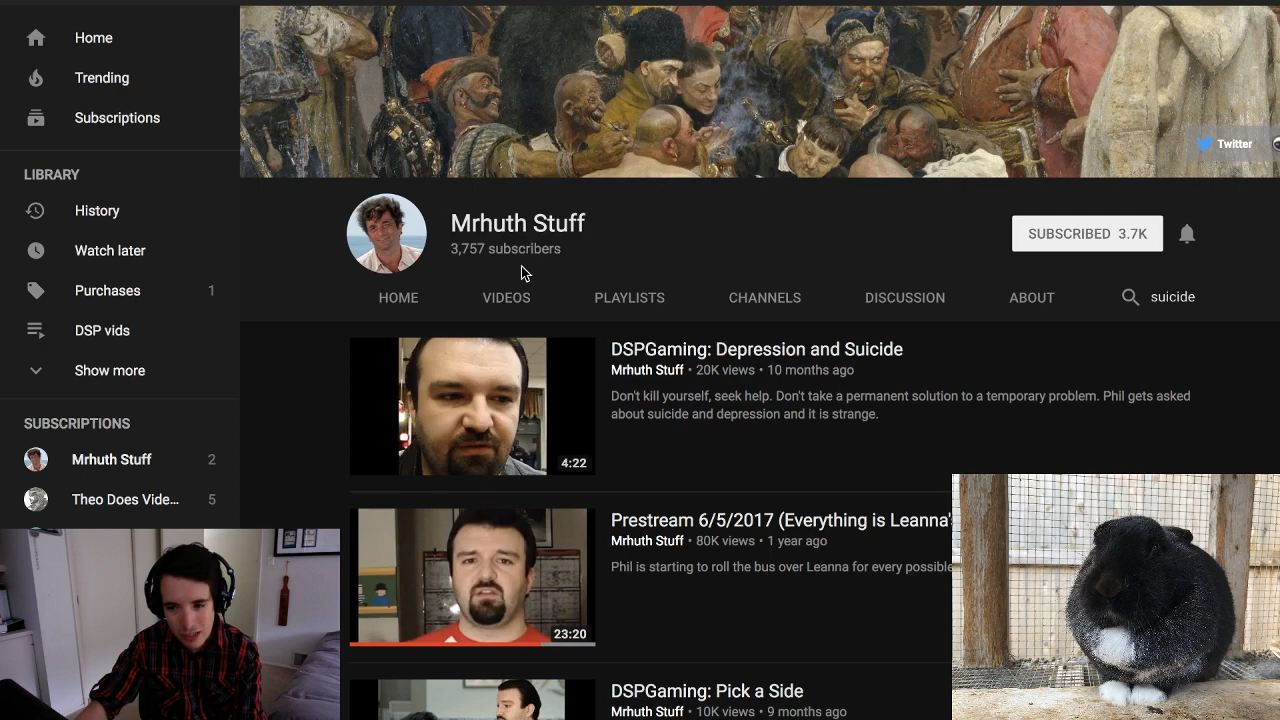 Home
Trending
Subscriptions
LIBRARY
History
Watch later
Purchases 1
DSP vids
Show more
SUBSCRIPTIONS
Mrhuth Stuff 2
Theo Does Vide... 5
Twitter
Mrhuth Stuff
3,757 subscribers
SUBSCRIBED 3.7K
HOME VIDEOS PLAYLISTS CHANNELS DISCUSSION ABOUT suicide
4:22
DSPGaming: Depression and Suicide
Mrhuth Stuff • 20K views • 10 months ago
Don't kill yourself, seek help. Don't take a permanent solution to a temporary problem. Phil gets asked
about suicide and depression and it is strange.
23:20
Prestream 6/5/2017 (Everything is Leanna's
Mrhuth Stuff • 80K views • 1 year ago
Phil is starting to roll the bus over Leanna for every possible
DSPGaming: Pick a Side
Mrhuth Stuff • 10K views • 9 months ago